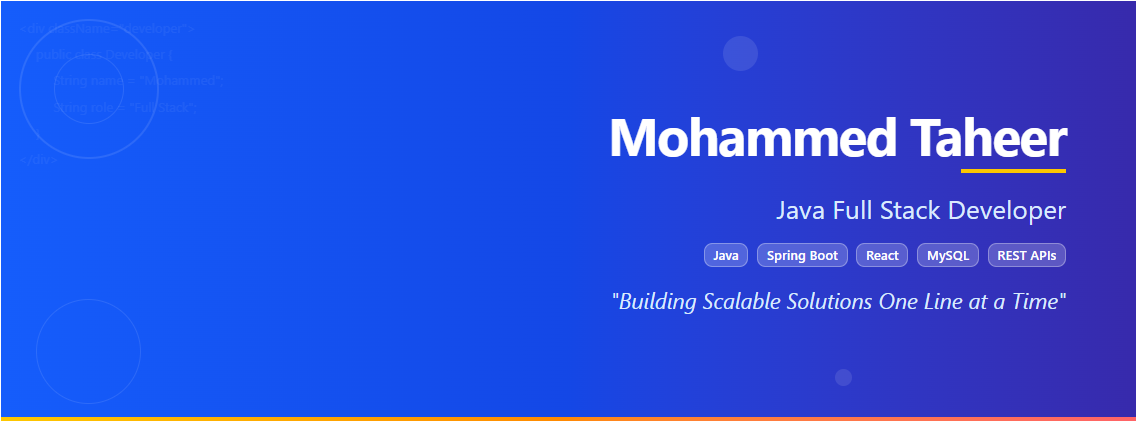 <div className="developer">
public class Developer {
String name = "Mohammed";
String role = "Full Stack";
}
</div>
Mohammed Taheer
Java Full Stack Developer
Java Spring Boot React MySQL REST APIs
"Building Scalable Solutions One Line at a Time"